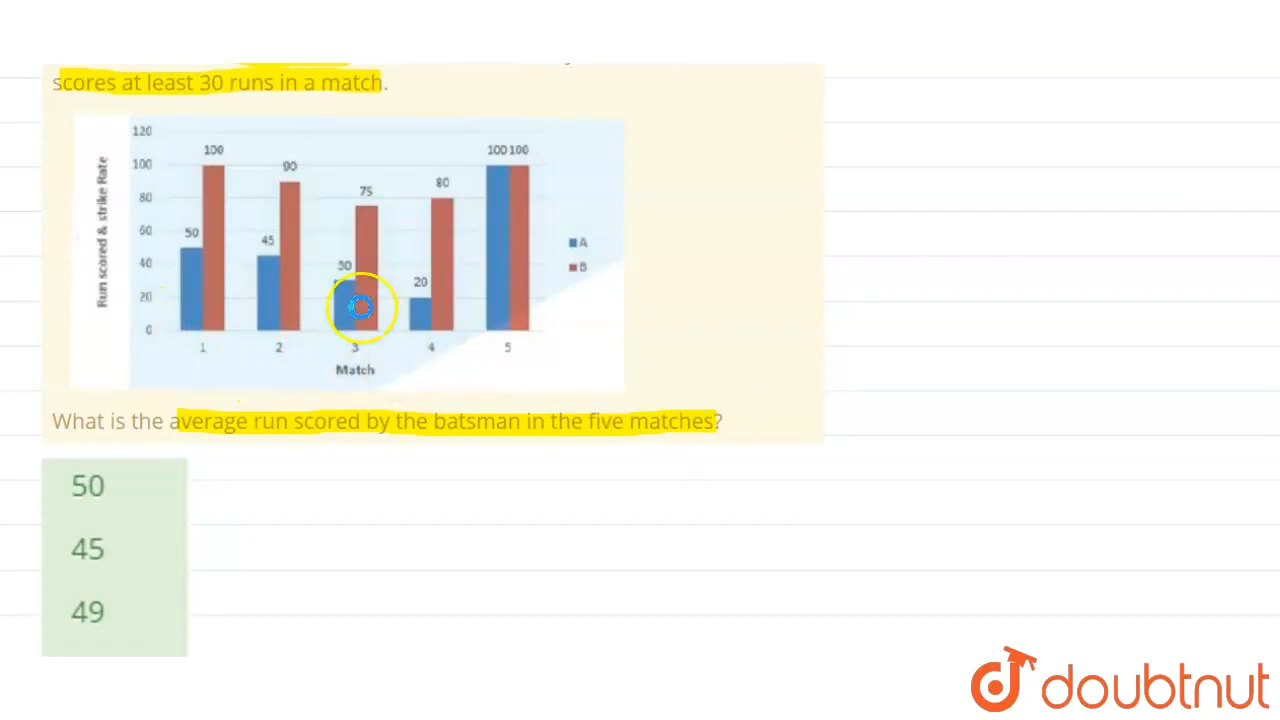 scores at least 30 runs in a match.
120
100
80
60
40
20
0
Run scored & strike Rate
50
100
45
90
30
75
20
80
100 100
A
B
1 2 3 4 5
Match
What is the average run scored by the batsman in the five matches?
50
45
49
doubtnut